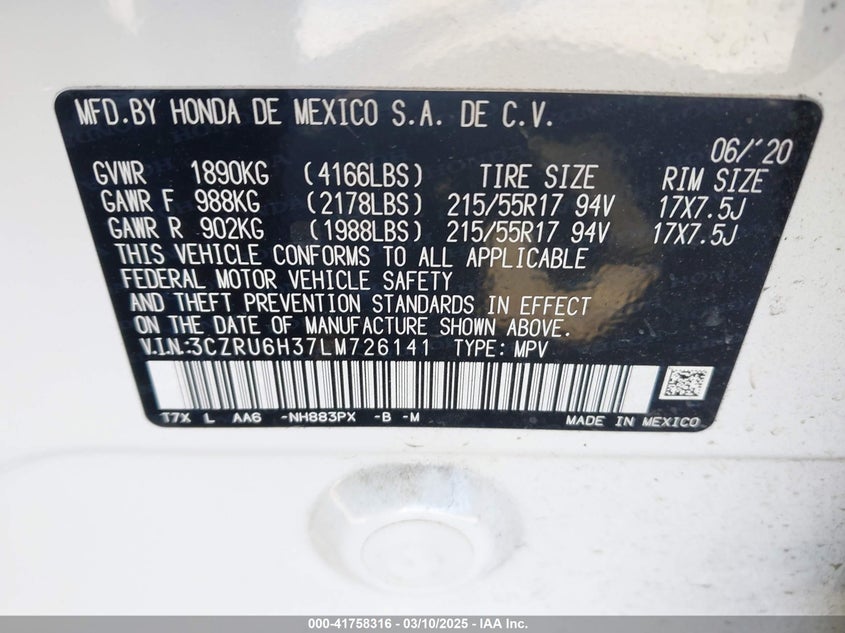 MFD.BY HONDA DE MEXICO S.A. DE C.V.
06/'20
GVWR 1890KG (4166LBS) TIRE SIZE RIM SIZE
GAWR F 988KG (2178LBS) 215/55R17 94V 17X7.5J
GAWR R 902KG (1988LBS) 215/55R17 94V 17X7.5J
THIS VEHICLE CONFORMS TO ALL APPLICABLE
FEDERAL MOTOR VEHICLE SAFETY
AND THEFT PREVENTION STANDARDS IN EFFECT
ON THE DATE OF MANUFACTURE SHOWN ABOVE.
V.I.N:3CZRU6H37LM726141 TYPE: MPV
T7X L AA6 -NH883PX -B -M MADE IN MEXICO
000-41758316 — 03/10/2025 — IAA Inc.